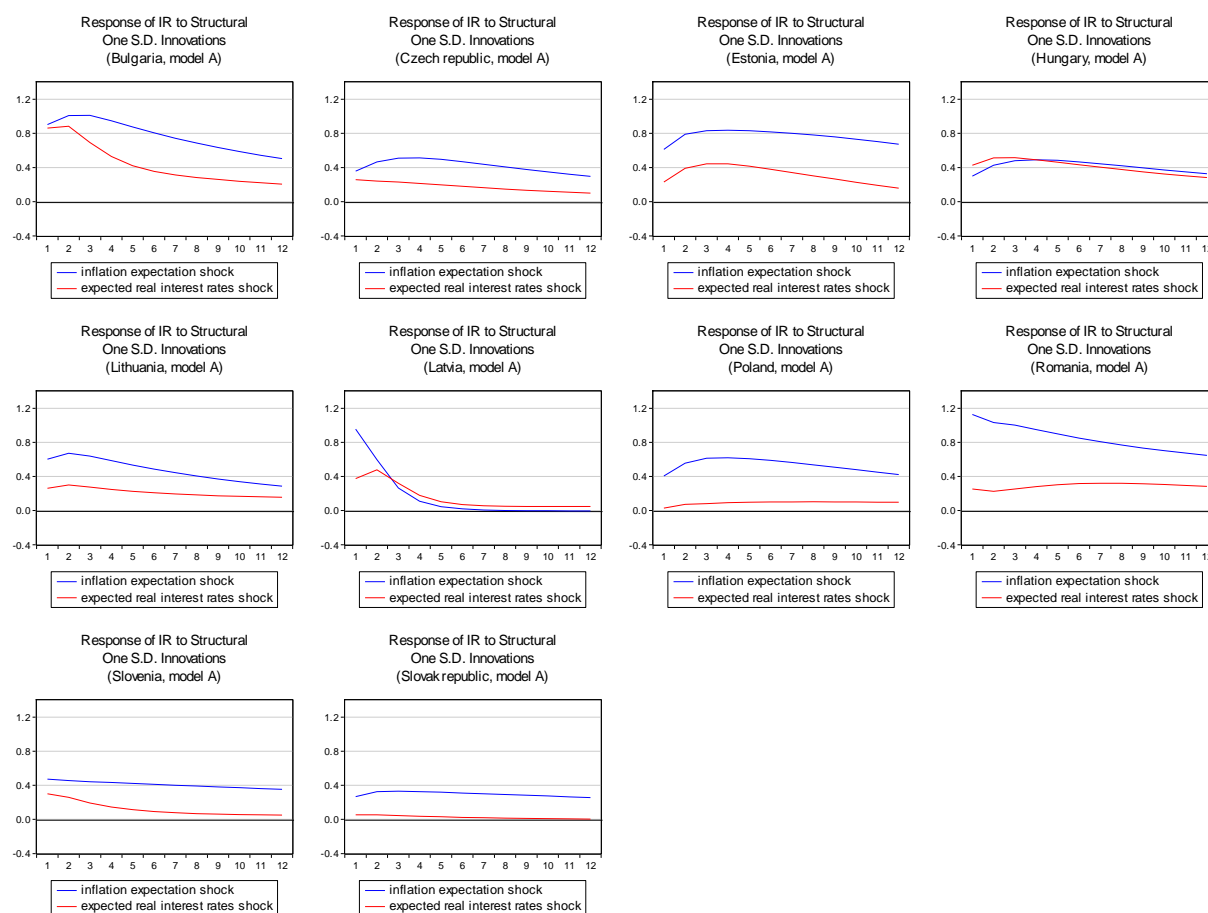 Response of IR to Structural
One S.D. Innovations
(Bulgaria, model A)
1.2
0.8
0.4
0.0
-0.4
1 2 3 4 5 6 7 8 9 10 11 12
inflation expectation shock
expected real interest rates shock
Response of IR to Structural
One S.D. Innovations
(Czech republic, model A)
1.2
0.8
0.4
0.0
-0.4
1 2 3 4 5 6 7 8 9 10 11 12
inflation expectation shock
expected real interest rates shock
Response of IR to Structural
One S.D. Innovations
(Estonia, model A)
1.2
0.8
0.4
0.0
-0.4
1 2 3 4 5 6 7 8 9 10 11 12
inflation expectation shock
expected real interest rates shock
Response of IR to Structural
One S.D. Innovations
(Hungary, model A)
1.2
0.8
0.4
0.0
-0.4
1 2 3 4 5 6 7 8 9 10 11 12
inflation expectation shock
expected real interest rates shock
Response of IR to Structural
One S.D. Innovations
(Lithuania, model A)
1.2
0.8
0.4
0.0
-0.4
1 2 3 4 5 6 7 8 9 10 11 12
inflation expectation shock
expected real interest rates shock
Response of IR to Structural
One S.D. Innovations
(Latvia, model A)
1.2
0.8
0.4
0.0
-0.4
1 2 3 4 5 6 7 8 9 10 11 12
inflation expectation shock
expected real interest rates shock
Response of IR to Structural
One S.D. Innovations
(Poland, model A)
1.2
0.8
0.4
0.0
-0.4
1 2 3 4 5 6 7 8 9 10 11 12
inflation expectation shock
expected real interest rates shock
Response of IR to Structural
One S.D. Innovations
(Romania, model A)
1.2
0.8
0.4
0.0
-0.4
1 2 3 4 5 6 7 8 9 10 11 12
inflation expectation shock
expected real interest rates shock
Response of IR to Structural
One S.D. Innovations
(Slovenia, model A)
1.2
0.8
0.4
0.0
-0.4
1 2 3 4 5 6 7 8 9 10 11 12
inflation expectation shock
expected real interest rates shock
Response of IR to Structural
One S.D. Innovations
(Slovak republic, model A)
1.2
0.8
0.4
0.0
-0.4
1 2 3 4 5 6 7 8 9 10 11 12
inflation expectation shock
expected real interest rates shock